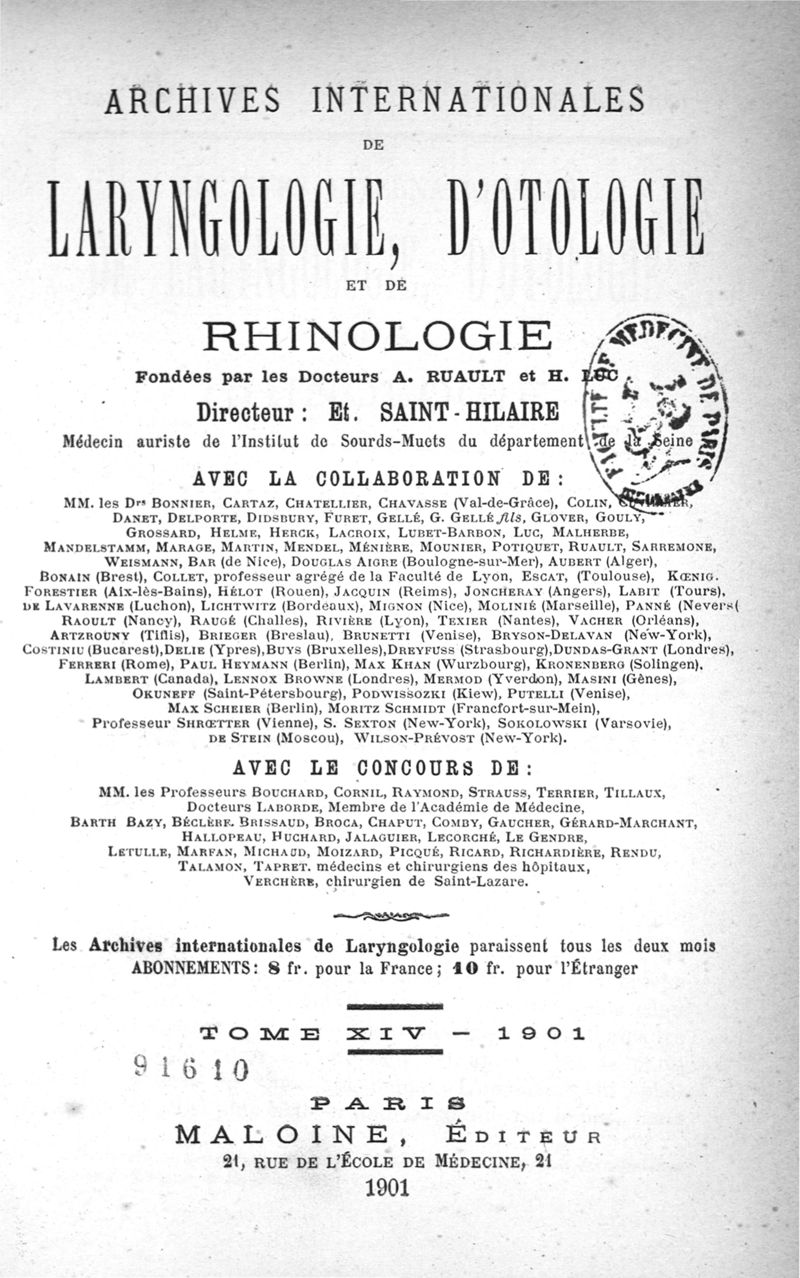 ARCHIVES INTERNATIONALES
DE
LARYNGOLOGIE, D'OTOLOGIE
ET DE
RHINOLOGIE
Fondées par les Docteurs A. RUAULT et H. LUC
Directeur : Et. SAINT-HILAIRE
Médecin auriste de l'Institut de Sourds-Muets du département de la Seine
AVEC LA COLLABORATION DE :
MM. les Drs BONNIER, CARTAZ, CHATELLIER, CHAVASSE (Val-de-Grâce), COLIN,
DANET, DELPORTE, DIDSBURY, FURET, GELLÉ, G. GELLÉ fils, GLOVER, GOULY,
GROSSARD, HELME, HERCK, LACROIX, LUBET-BARBON, LUC, MALHERBE,
MANDELSTAMM, MARAGE, MARTIN, MENDEL, MÉNIÈRE, MOUNIER, POTIQUET, RUAULT, SARREMONE,
WEISMANN, BAR (de Nice), DOUGLAS AIGRE (Boulogne-sur-Mer), AUBERT (Alger),
BONAIN (Brest), COLLET, professeur agrégé de la Faculté de Lyon, ESCAT, (Toulouse), KŒNIG.
FORESTIER (Aix-lès-Bains), HÉLOT (Rouen), JACQUIN (Reims), JONCHERAY (Angers), LABIT (Tours),
DE LAVARENNE (Luchon), LICHTWITZ (Bordeaux), MIGNON (Nice), MOLINIÉ (Marseille), PANNÉ (Nevers(
RAOULT (Nancy), RAUGÉ (Challes), RIVIÈRE (Lyon), TEXIER (Nantes), VACHER (Orléans),
ARTZROUNY (Tiflis), BRIEGER (Breslau), BRUNETTI (Venise), BRYSON-DELAVAN (New-York),
COSTINIU (Bucarest),DELIE (Ypres),BUYS (Bruxelles),DREYFUSS (Strasbourg),DUNDAS-GRANT (Londres),
FERRERI (Rome), PAUL HEYMANN (Berlin), MAX KHAN (Wurzbourg), KRONENBERG (Solingen),
LAMBERT (Canada), LENNOX BROWNE (Londres), MERMOD (Yverdon), MASINI (Gènes),
OKUNEFF (Saint-Pétersbourg), PODWISSOZKI (Kiew), PUTELLI (Venise),
MAX SCHEIER (Berlin), MORITZ SCHMIDT (Francfort-sur-Mein),
Professeur SHRŒTTER (Vienne), S. SEXTON (New-York), SOKOLOWSKI (Varsovie),
DE STEIN (Moscou), WILSON-PRÉVOST (New-York).
AVEC LE CONCOURS DE :
MM. les Professeurs BOUCHARD, CORNIL, RAYMOND, STRAUSS, TERRIER, TILLAUX,
Docteurs LABORDE, Membre de l'Académie de Médecine,
BARTH BAZY, BÉCLÈRE. BRISSAUD, BROCA, CHAPUT, COMBY, GAUCHER, GÉRARD-MARCHANT,
HALLOPEAU, HUCHARD, JALAGUIER, LECORCHÉ, LE GENDRE,
LETULLE, MARFAN, MICHAUD, MOIZARD, PICQUÉ, RICARD, RICHARDIÈRE, RENDU,
TALAMON, TAPRET. médecins et chirurgiens des hôpitaux,
VERCHÈRE, chirurgien de Saint-Lazare.
Les Archives internationales de Laryngologie paraissent tous les deux mois
ABONNEMENTS : 8 fr. pour la France ; 10 fr. pour l'Étranger
TOME XIV — 1901
91610
PARIS
MALOINE, ÉDITEUR
21, RUE DE L'ÉCOLE DE MÉDECINE, 21
1901